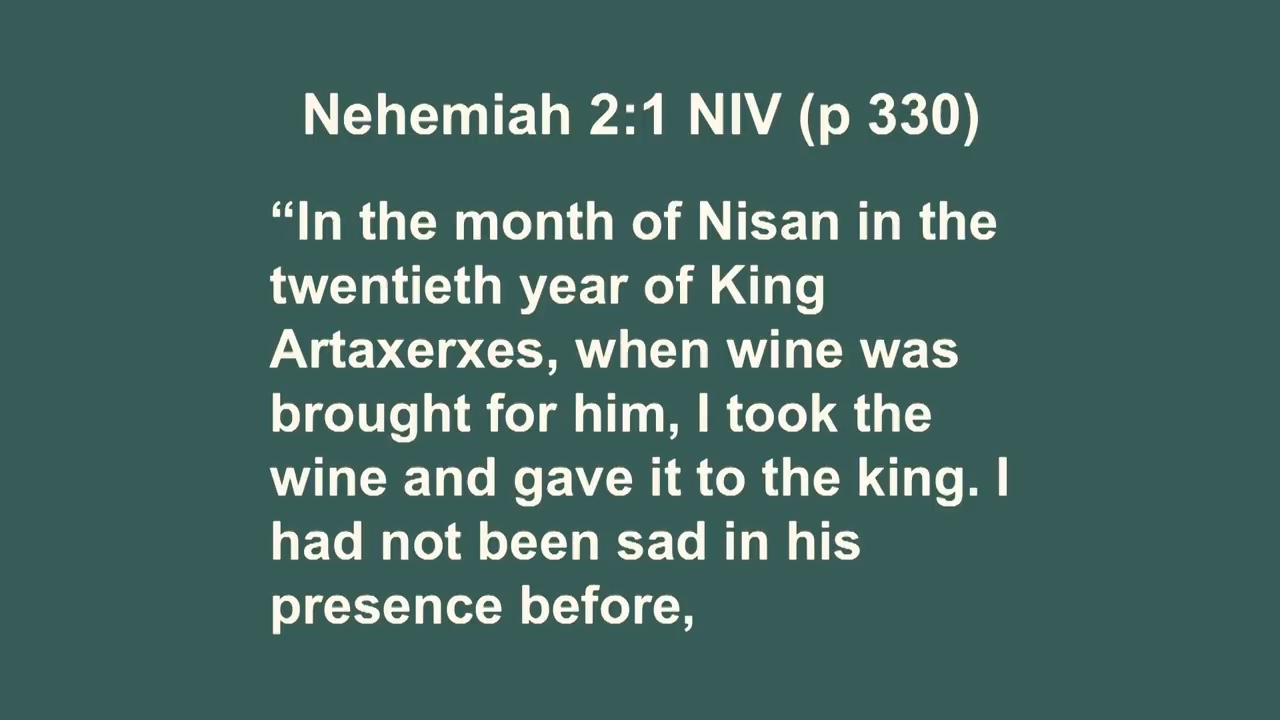 Nehemiah 2:1 NIV (p 330)
“In the month of Nisan in the
twentieth year of King
Artaxerxes, when wine was
brought for him, I took the
wine and gave it to the king. I
had not been sad in his
presence before,